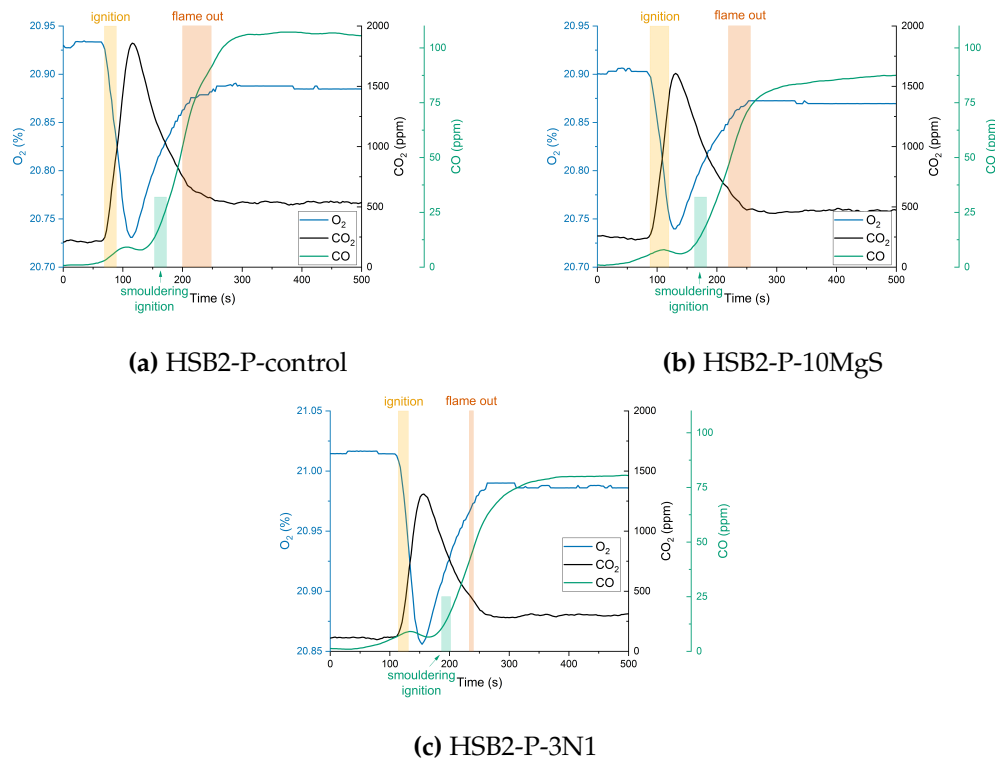 ignition
flame out
20.95
20.90
20.85
20.80
20.75
20.70
O2 (%)
2000
1500
1000
500
0
CO2 (ppm)
100
75
50
25
0
CO (ppm)
O2
CO2
CO
0
100
200
300
400
500
smouldering
ignition
Time (s)
(a) HSB2-P-control
ignition
flame out
20.95
20.90
20.85
20.80
20.75
20.70
O2 (%)
2000
1500
1000
500
0
CO2 (ppm)
100
75
50
25
0
CO (ppm)
O2
CO2
CO
0
100
200
300
400
500
smouldering
ignition
Time (s)
(b) HSB2-P-10MgS
ignition
flame out
21.05
21.00
20.95
20.90
20.85
O2 (%)
2000
1500
1000
500
0
CO2 (ppm)
100
75
50
25
0
CO (ppm)
O2
CO2
CO
0
100
200
300
400
500
smouldering
ignition
Time (s)
(c) HSB2-P-3N1